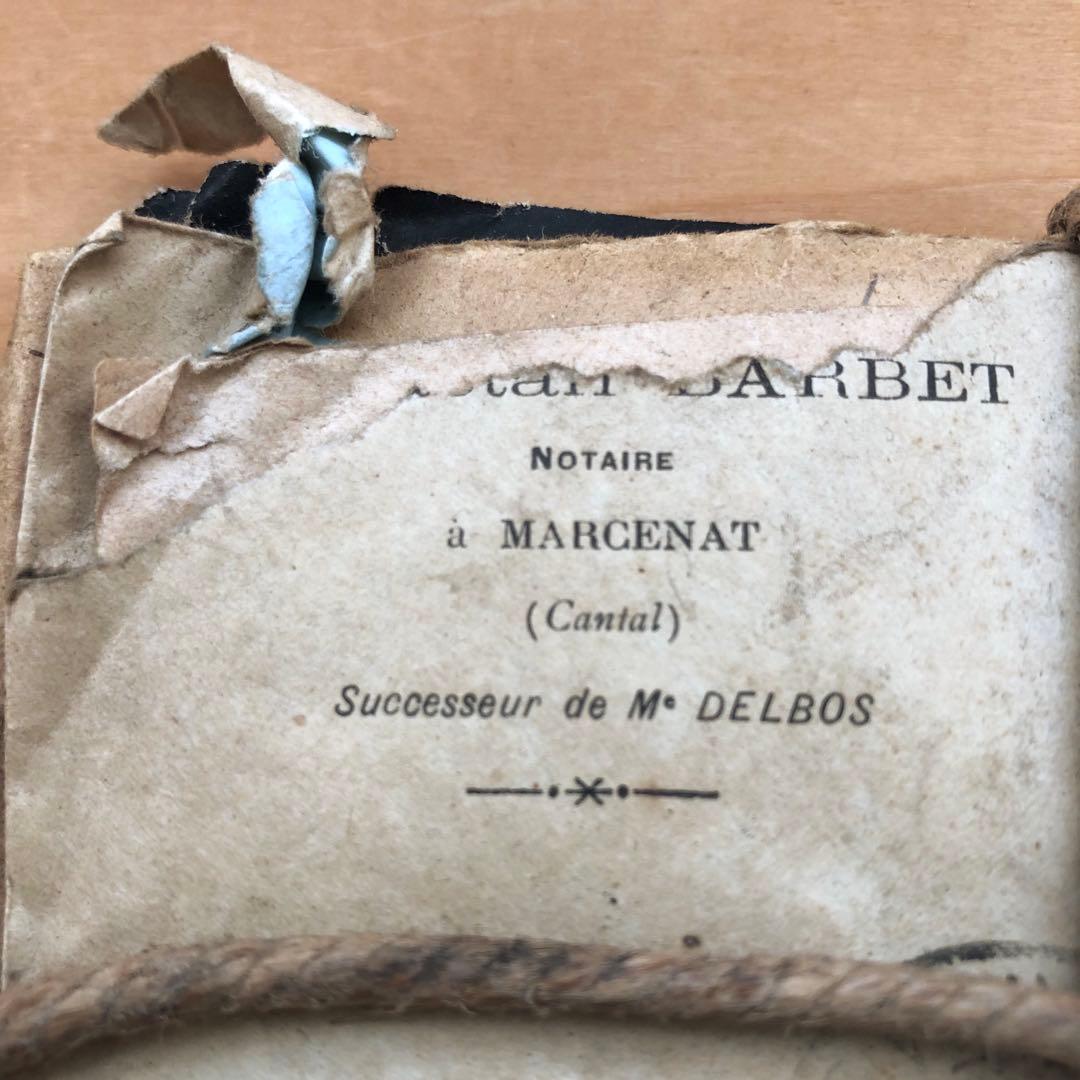 BARBET
NOTAIRE
à MARCENAT
(Cantal)
Successeur de Mᵉ DELBOS